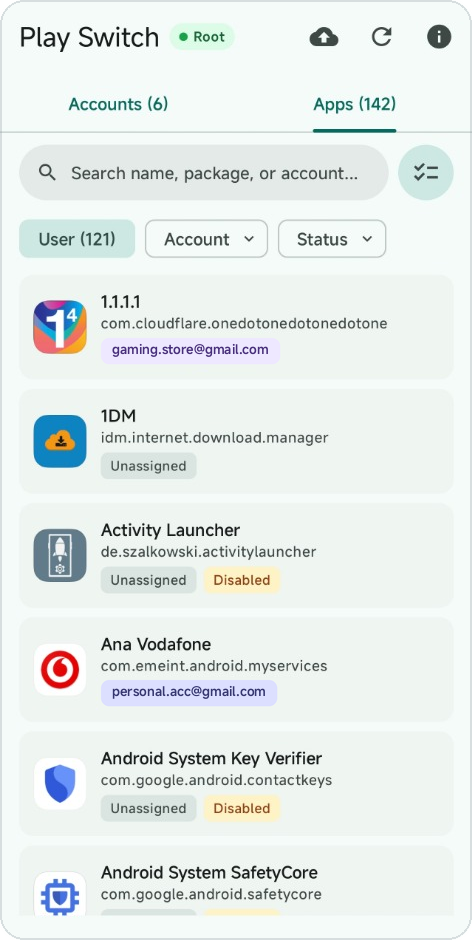 Play Switch
Root
Accounts (6)
Apps (142)
Search name, package, or account...
User (121)
Account
Status
1.1.1.1
com.cloudflare.onedotonedotonedotone
gaming.store@gmail.com
1DM
idm.internet.download.manager
Unassigned
Activity Launcher
de.szalkowski.activitylauncher
Unassigned Disabled
Ana Vodafone
com.emeint.android.myservices
personal.acc@gmail.com
Android System Key Verifier
com.google.android.contactkeys
Unassigned Disabled
Android System SafetyCore
com.google.android.safetycore